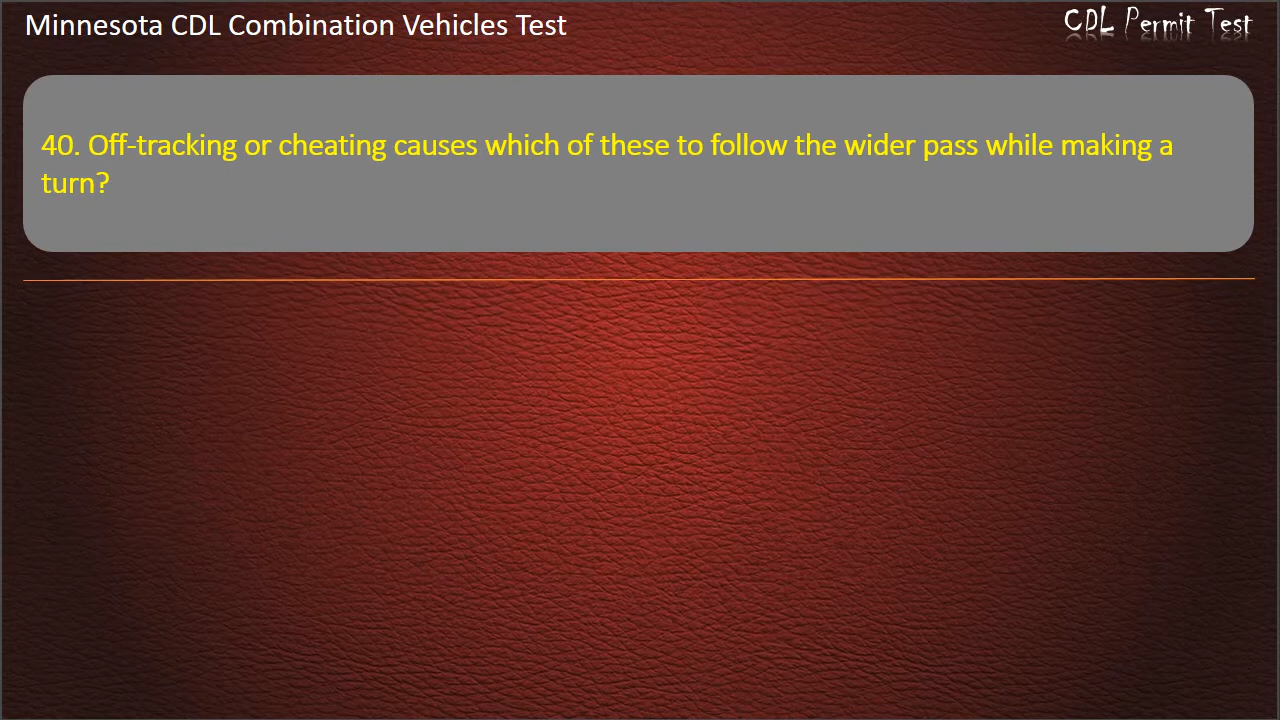 Minnesota CDL Combination Vehicles Test
CDL Permit Test
40. Off-tracking or cheating causes which of these to follow the wider pass while making a
turn?